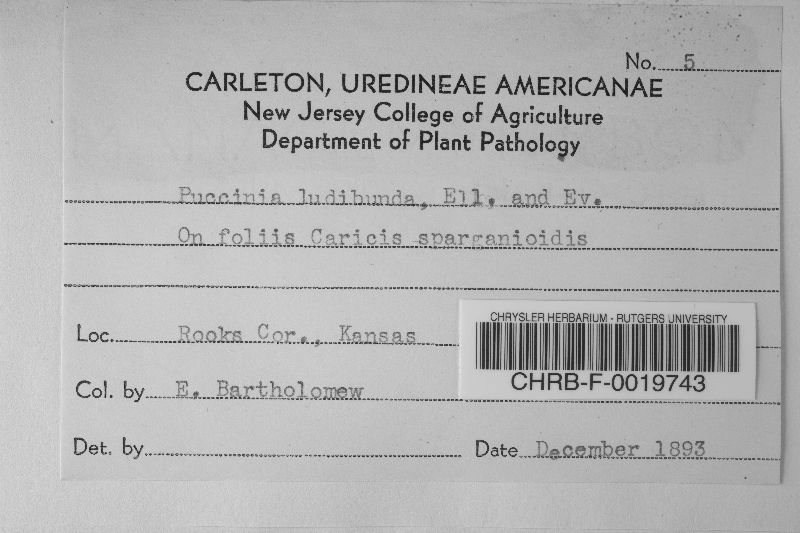 No. 5
CARLETON, UREDINEAE AMERICANAE
New Jersey College of Agriculture
Department of Plant Pathology
Puccinia ludibunda, Ell. and Ev.
On foliis Caricis sparganioidis
Loc. Rooks Cor., Kansas
CHRYSLER HERBARIUM - RUTGERS UNIVERSITY
CHRB-F-0019743
Col. by E. Bartholomew
Det. by
Date December 1893